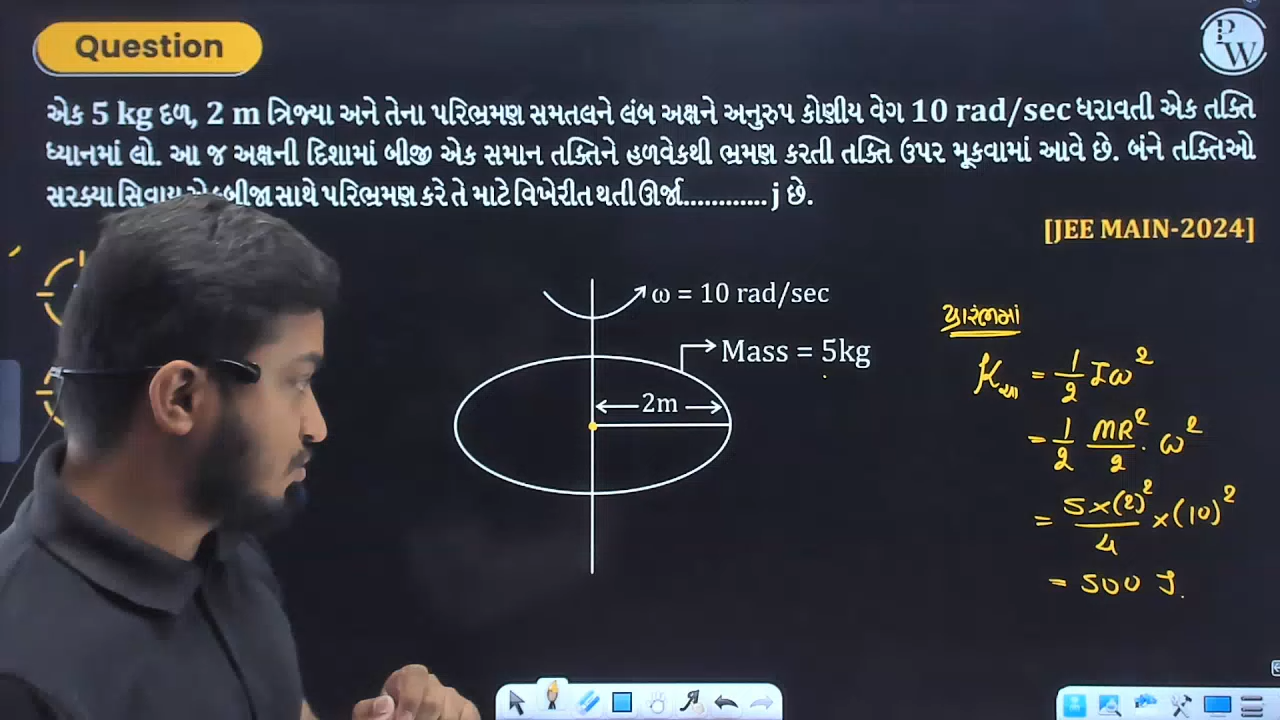 Question
PW
એક 5 kg દળ, 2 m ત્રિજ્યા અને તેના પરિભ્રમણ સમતલને લંબ અક્ષને અનુરુપ કોણીય વેગ 10 rad/sec ધરાવતી એક તક્તિ
ધ્યાનમાં લો. આ જ અક્ષની દિશામાં બીજી એક સમાન તક્તિને હળવેકથી ભ્રમણ કરતી તક્તિ ઉપર મૂકવામાં આવે છે. બંને તક્તિઓ
સરક્યા સિવાય એકબીજા સાથે પરિભ્રમણ કરે તે માટે વિખેરીત થતી ઊર્જા............ j છે.
[JEE MAIN-2024]
ω = 10 rad/sec
Mass = 5kg
2m
પ્રારંભમાં
= 1/2 Iω²
= 1/2 MR²/2 . ω²
= 5×(2)²/4 ×(10)²
= 500 J.